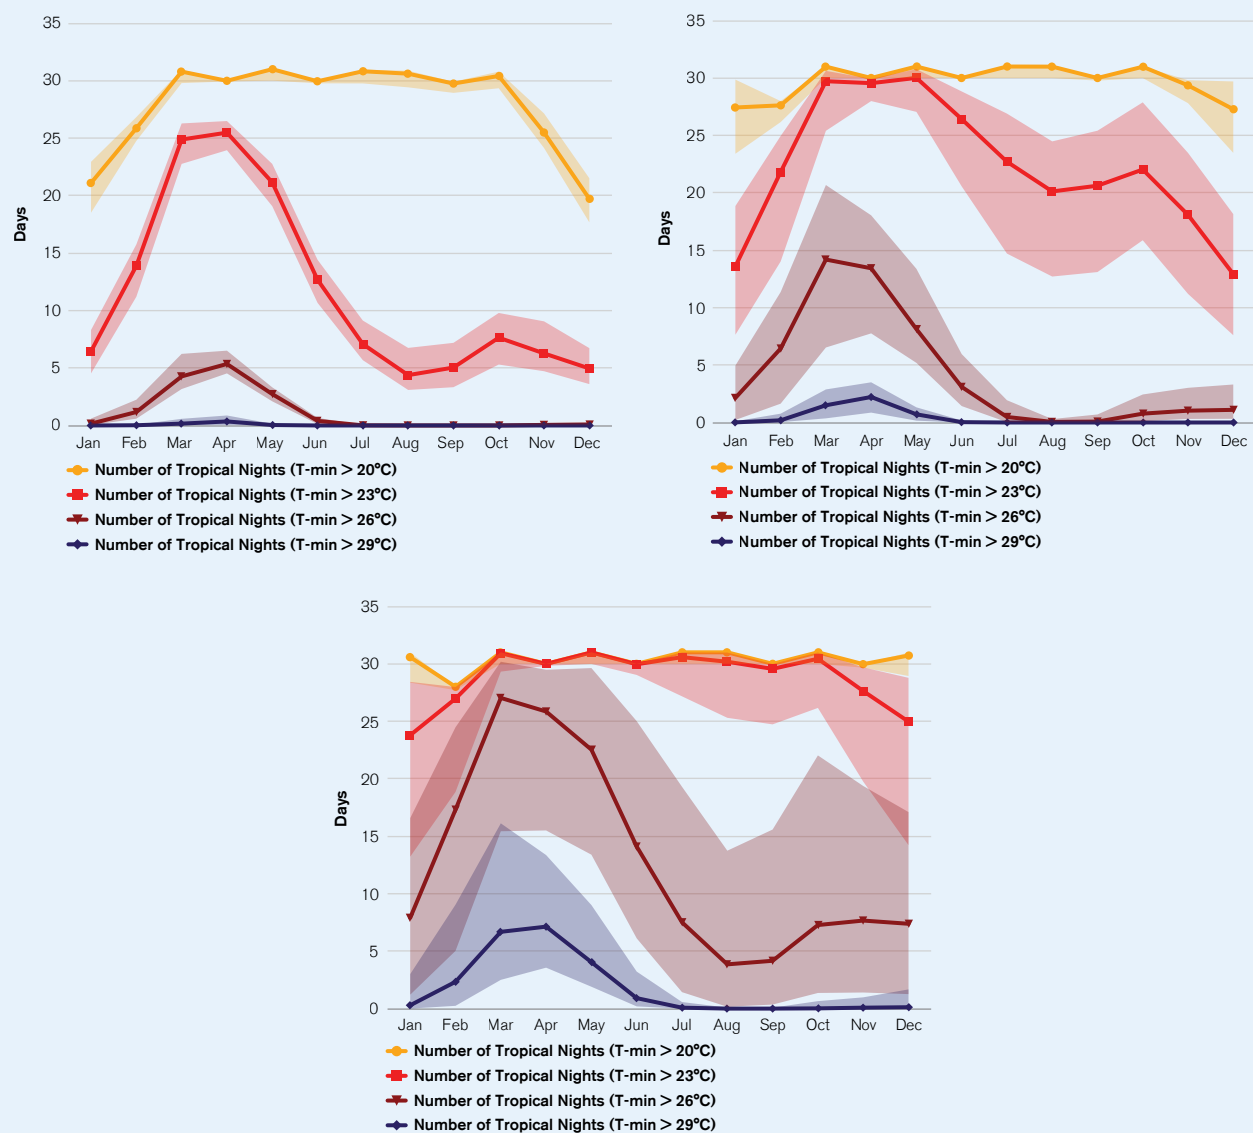 35
30
25
20
15
10
5
0
Days
Jan Feb Mar Apr May Jun Jul Aug Sep Oct Nov Dec
Number of Tropical Nights (T-min > 20°C)
Number of Tropical Nights (T-min > 23°C)
Number of Tropical Nights (T-min > 26°C)
Number of Tropical Nights (T-min > 29°C)
35
30
25
20
15
10
5
0
Days
Jan Feb Mar Apr May Jun Jul Aug Sep Oct Nov Dec
Number of Tropical Nights (T-min > 20°C)
Number of Tropical Nights (T-min > 23°C)
Number of Tropical Nights (T-min > 26°C)
Number of Tropical Nights (T-min > 29°C)
35
30
25
20
15
10
5
0
Days
Jan Feb Mar Apr May Jun Jul Aug Sep Oct Nov Dec
Number of Tropical Nights (T-min > 20°C)
Number of Tropical Nights (T-min > 23°C)
Number of Tropical Nights (T-min > 26°C)
Number of Tropical Nights (T-min > 29°C)